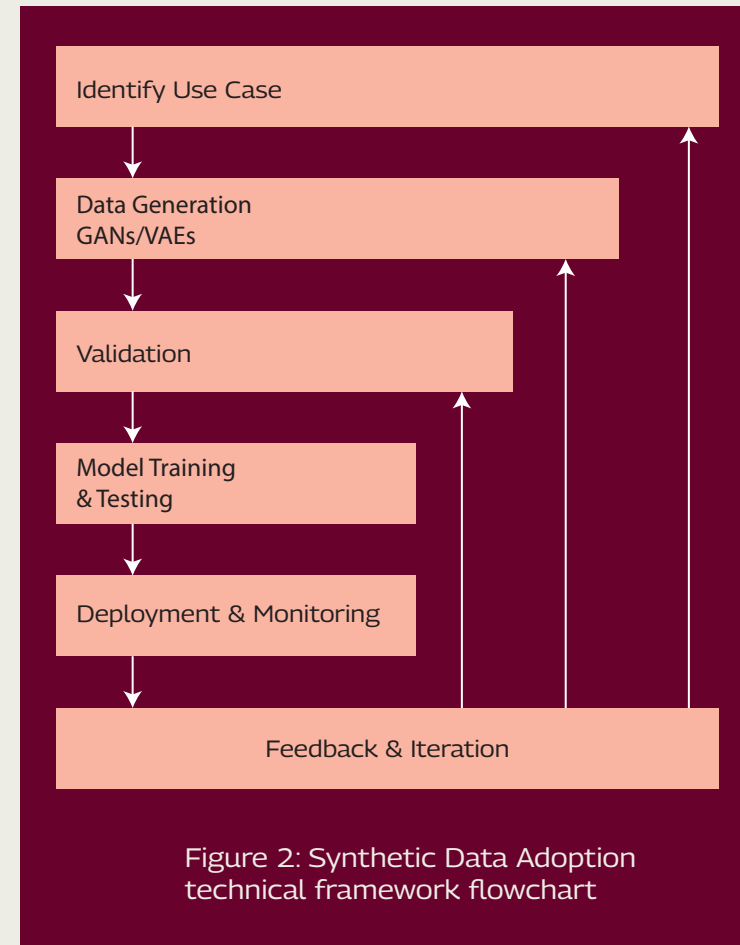 Identify Use Case
Data Generation
GANs/VAEs
Validation
Model Training
& Testing
Deployment & Monitoring
Feedback & Iteration
Figure 2: Synthetic Data Adoption
technical framework flowchart